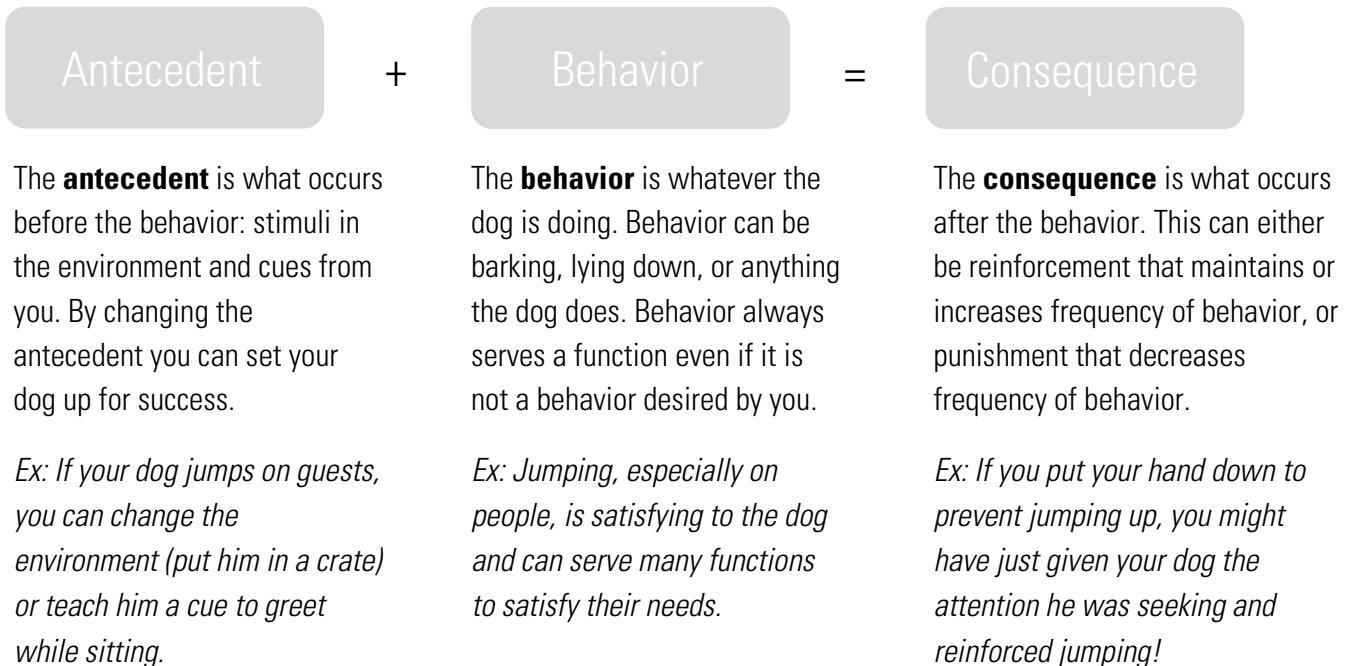 Antecedent + Behavior = Consequence
The antecedent is what occurs
before the behavior: stimuli in
the environment and cues from
you. By changing the
antecedent you can set your
dog up for success.
Ex: If your dog jumps on guests,
you can change the
environment (put him in a crate)
or teach him a cue to greet
while sitting.
The behavior is whatever the
dog is doing. Behavior can be
barking, lying down, or anything
the dog does. Behavior always
serves a function even if it is
not a behavior desired by you.
Ex: Jumping, especially on
people, is satisfying to the dog
and can serve many functions
to satisfy their needs.
The consequence is what occurs
after the behavior. This can either
be reinforcement that maintains or
increases frequency of behavior, or
punishment that decreases
frequency of behavior.
Ex: If you put your hand down to
prevent jumping up, you might
have just given your dog the
attention he was seeking and
reinforced jumping!